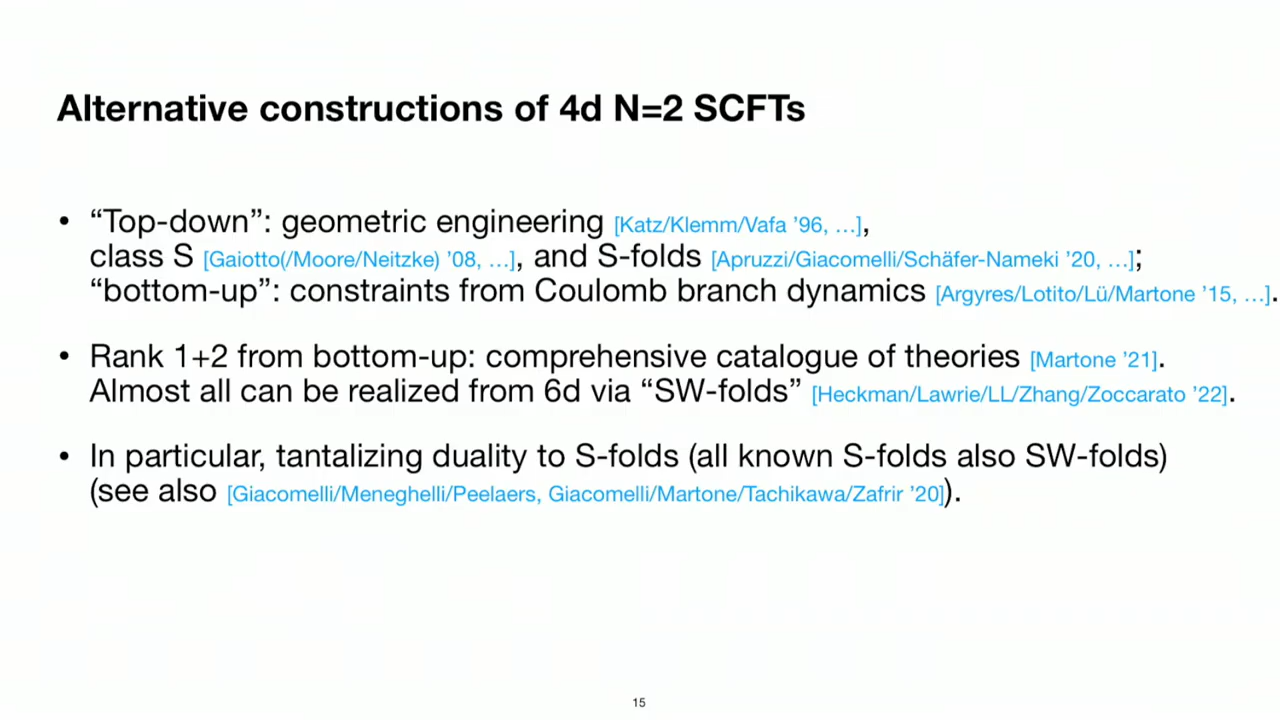 Alternative constructions of 4d N=2 SCFTs
• “Top-down”: geometric engineering [Katz/Klemm/Vafa ’96, …],
class S [Gaiotto(/Moore/Neitzke) ’08, …], and S-folds [Apruzzi/Giacomelli/Schäfer-Nameki ’20, …];
“bottom-up”: constraints from Coulomb branch dynamics [Argyres/Lotito/Lü/Martone ’15, …].
• Rank 1+2 from bottom-up: comprehensive catalogue of theories [Martone ’21].
Almost all can be realized from 6d via “SW-folds” [Heckman/Lawrie/LL/Zhang/Zoccarato ’22].
• In particular, tantalizing duality to S-folds (all known S-folds also SW-folds)
(see also [Giacomelli/Meneghelli/Peelaers, Giacomelli/Martone/Tachikawa/Zafrir ’20]).
15